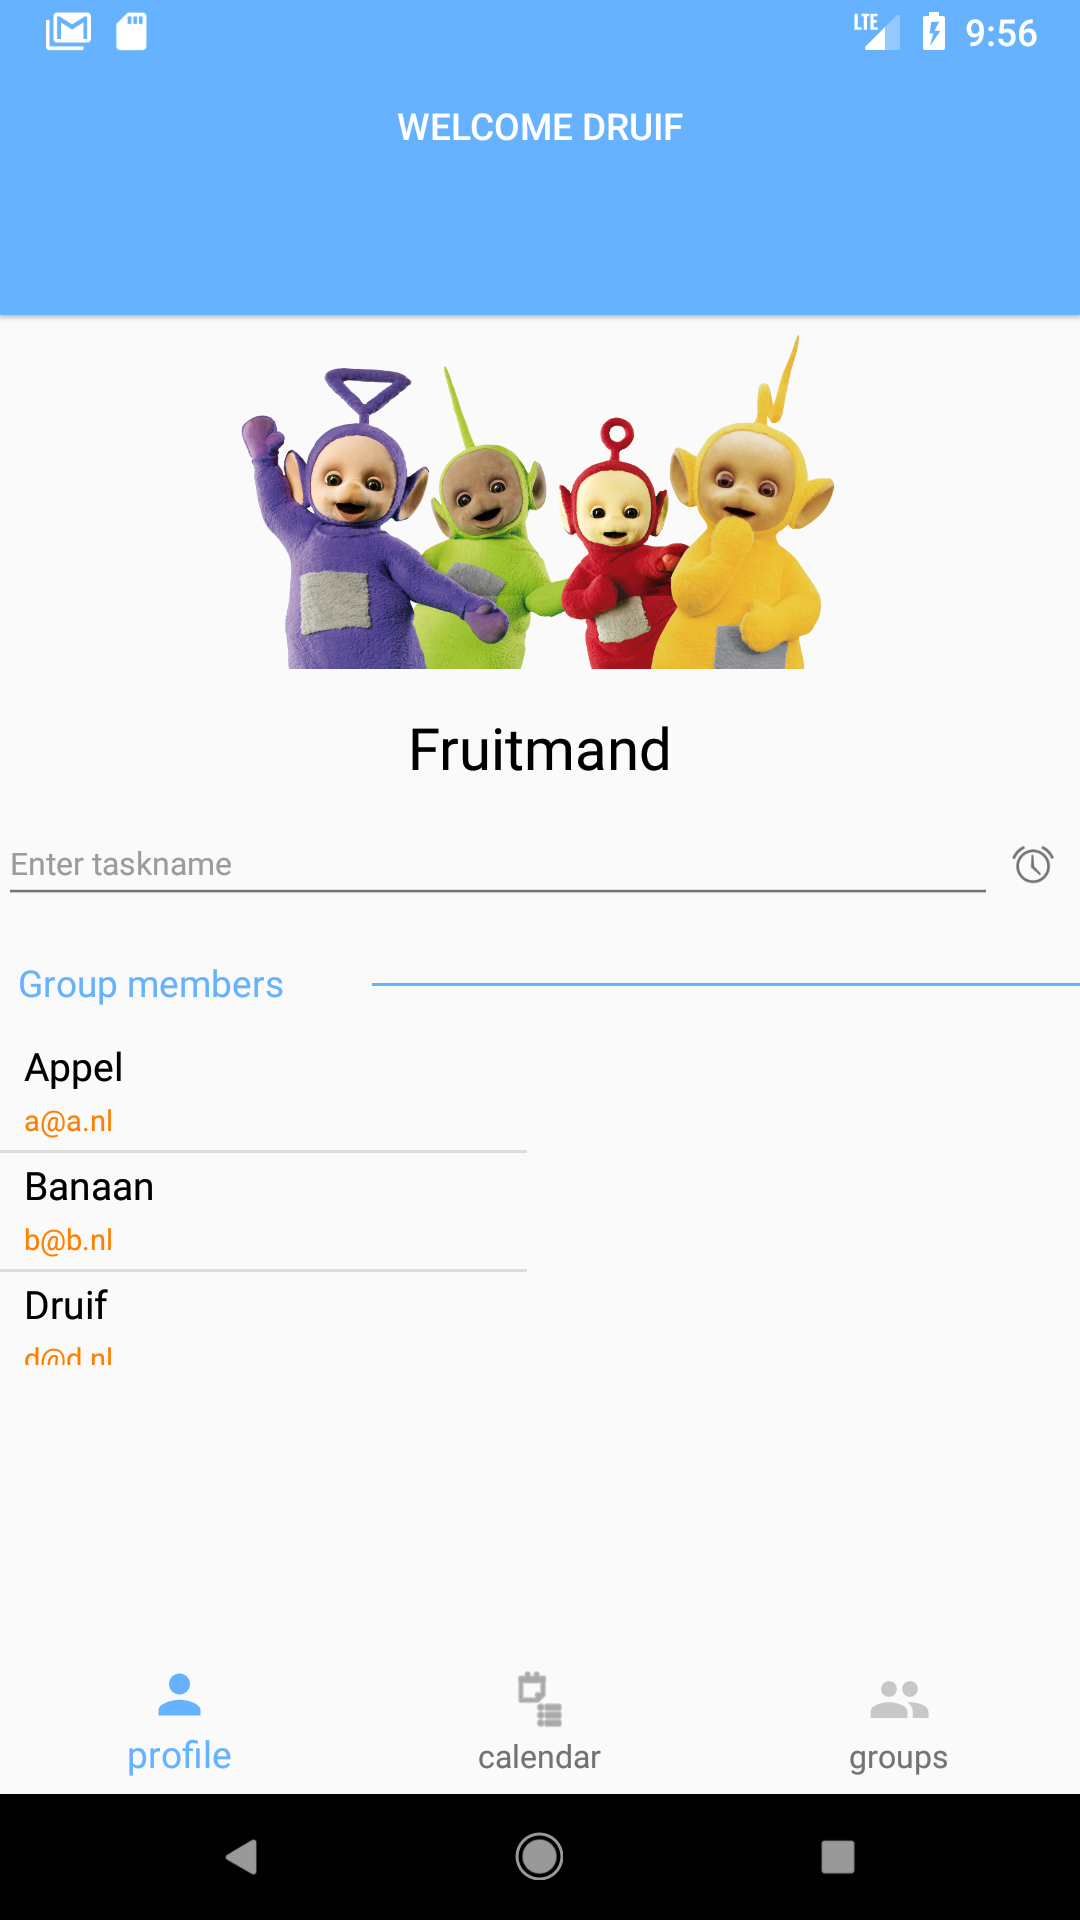 LTE 9:56
WELCOME DRUIF
Fruitmand
Enter taskname
Group members
Appel
a@a.nl
Banaan
b@b.nl
Druif
d@d.nl
profile
calendar
groups